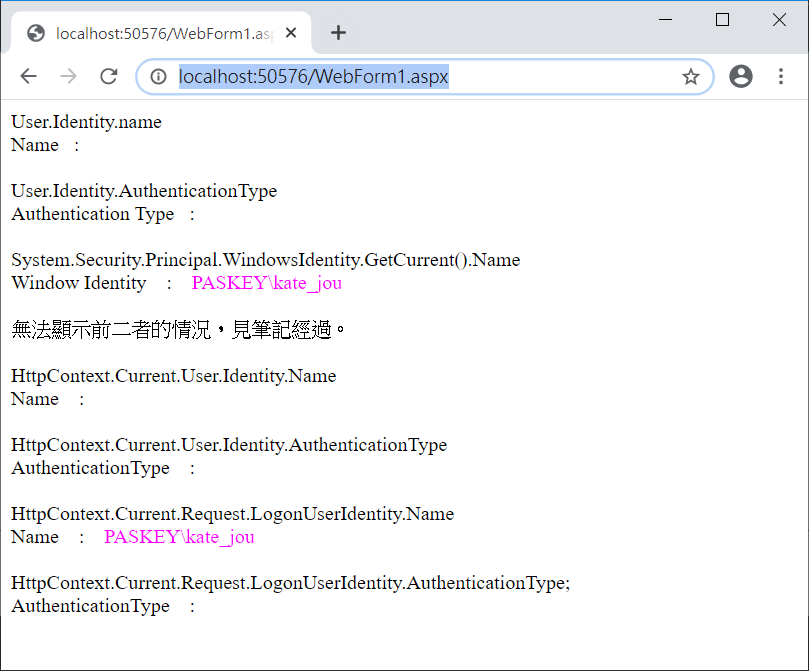 localhost:50576/WebForm1.asp
localhost:50576/WebForm1.aspx
User.Identity.name
Name :
User.Identity.AuthenticationType
Authentication Type :
System.Security.Principal.WindowsIdentity.GetCurrent().Name
Window Identity : PASKEY\kate_jou
無法顯示前二者的情況，見筆記經過。
HttpContext.Current.User.Identity.Name
Name :
HttpContext.Current.User.Identity.AuthenticationType
AuthenticationType :
HttpContext.Current.Request.LogonUserIdentity.Name
Name : PASKEY\kate_jou
HttpContext.Current.Request.LogonUserIdentity.AuthenticationType;
AuthenticationType :